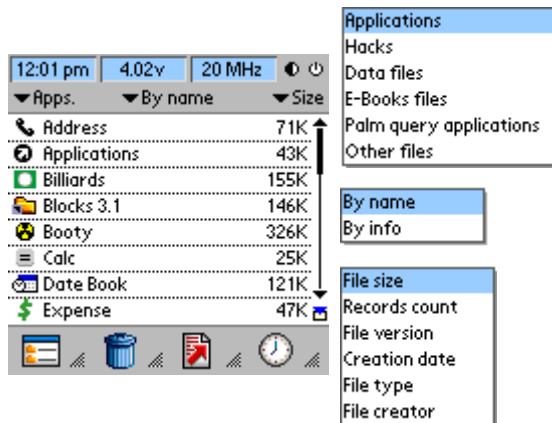 12:01 pm 4.02v 20 MHz
Apps. By name Size
Address 71K
Applications 43K
Billiards 155K
Blocks 3.1 146K
Booty 326K
Calc 25K
Date Book 121K
Expense 47K
Applications
Hacks
Data files
E-Books files
Palm query applications
Other files
By name
By info
File size
Records count
File version
Creation date
File type
File creator